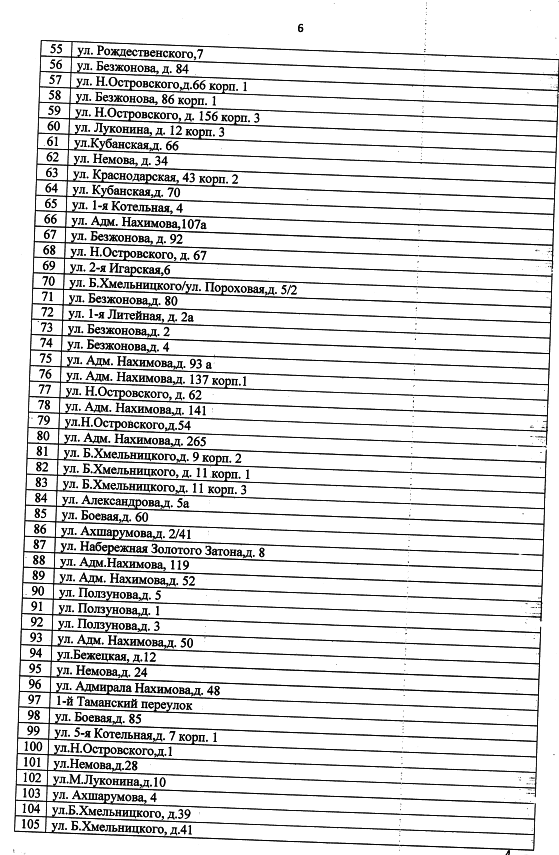 6
55 ул. Рождественского,7
56 ул. Безжонова, д. 84
57 ул. Н.Островского,д.66 корп. 1
58 ул. Безжонова, 86 корп. 1
59 ул. Н.Островского, д. 156 корп. 3
60 ул. Луконина, д. 12 корп. 3
61 ул.Кубанская,д. 66
62 ул. Немова, д. 34
63 ул. Краснодарская, 43 корп. 2
64 ул. Кубанская,д. 70
65 ул. 1-я Котельная, 4
66 ул. Адм. Нахимова,107а
67 ул. Безжонова, д. 92
68 ул. Н.Островского, д. 67
69 ул. 2-я Игарская,6
70 ул. Б.Хмельницкого/ул. Пороховая,д. 5/2
71 ул. Безжонова,д. 80
72 ул. 1-я Литейная, д. 2а
73 ул. Безжонова,д. 2
74 ул. Безжонова,д. 4
75 ул. Адм. Нахимова,д. 93 а
76 ул. Адм. Нахимова,д. 137 корп.1
77 ул. Н.Островского, д. 62
78 ул. Адм. Нахимова,д. 141
79 ул.Н.Островского,д.54
80 ул. Адм. Нахимова,д. 265
81 ул. Б.Хмельницкого,д. 9 корп. 2
82 ул. Б.Хмельницкого, д. 11 корп. 1
83 ул. Б.Хмельницкого,д. 11 корп. 3
84 ул. Александрова,д. 5а
85 ул. Боевая,д. 60
86 ул. Ахшарумова,д. 2/41
87 ул. Набережная Золотого Затона,д. 8
88 ул. Адм.Нахимова, 119
89 ул. Адм. Нахимова,д. 52
90 ул. Ползунова,д. 5
91 ул. Ползунова,д. 1
92 ул. Ползунова,д. 3
93 ул. Адм. Нахимова,д. 50
94 ул.Бежецкая, д.12
95 ул. Немова,д. 24
96 ул. Адмирала Нахимова,д. 48
97 1-й Таманский переулок
98 ул. Боевая,д. 85
99 ул. 5-я Котельная,д. 7 корп. 1
100 ул.Н.Островского,д.1
101 ул.Немова,д.28
102 ул.М.Луконина,д.10
103 ул. Ахшарумова, 4
104 ул.Б.Хмельницкого,д.39
105 ул. Б.Хмельницкого, д.41